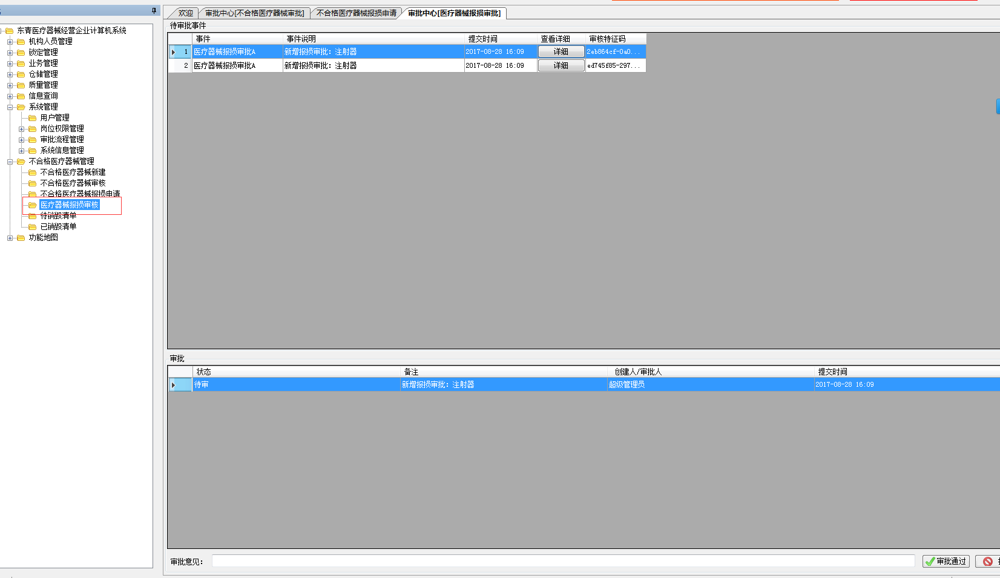 东青医疗器械经营企业计算机系统
机构人员管理
锁定管理
业务管理
仓储管理
质量管理
信息查询
系统管理
用户管理
岗位权限管理
审批流程管理
系统信息管理
不合格医疗器械管理
不合格医疗器械新建
不合格医疗器械审核
不合格医疗器械报损申请
医疗器械报损审核
待销毁清单
已销毁清单
功能地图
欢迎 审批中心[不合格医疗器械审批] 不合格医疗器械报损申请 审批中心[医疗器械报损审批]
待审批事件
事件 事件说明 提交时间 查看详细 审核特征码
1 医疗器械报损审批A 新增报损审批：注射器 2017-08-28 16:09 详细 2eb864cf-0a0...
2 医疗器械报损审批A 新增报损审批：注射器 2017-08-28 16:09 详细 ed745f85-297...
审批
状态 备注 创建人/审批人 提交时间
待审 新增报损审批：注射器 超级管理员 2017-08-28 16:09
审批意见： 审批通过